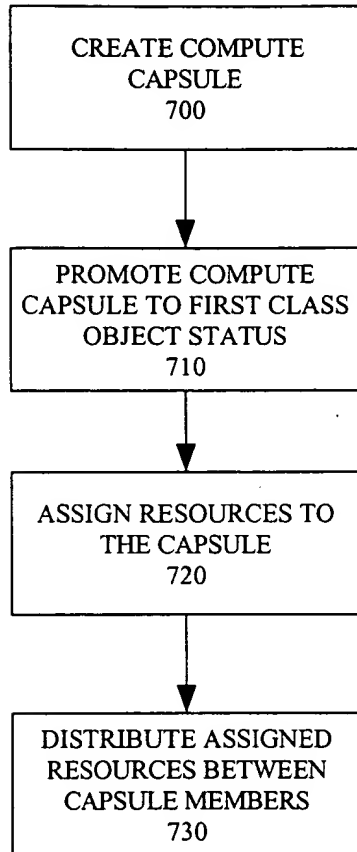 CREATE COMPUTE
CAPSULE
700
PROMOTE COMPUTE
CAPSULE TO FIRST CLASS
OBJECT STATUS
710
ASSIGN RESOURCES TO
THE CAPSULE
720
DISTRIBUTE ASSIGNED
RESOURCES BETWEEN
CAPSULE MEMBERS
730